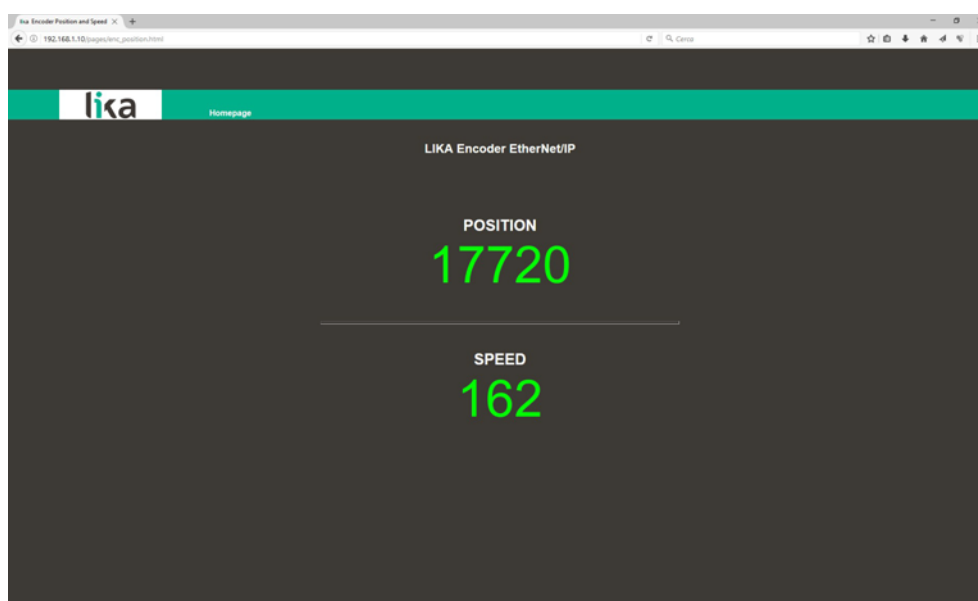 lika Encoder Position and Speed
192.168.1.10/pages/enc_position.html
Cerca
lika
Homepage
LIKA Encoder EtherNet/IP
POSITION
17720
SPEED
162